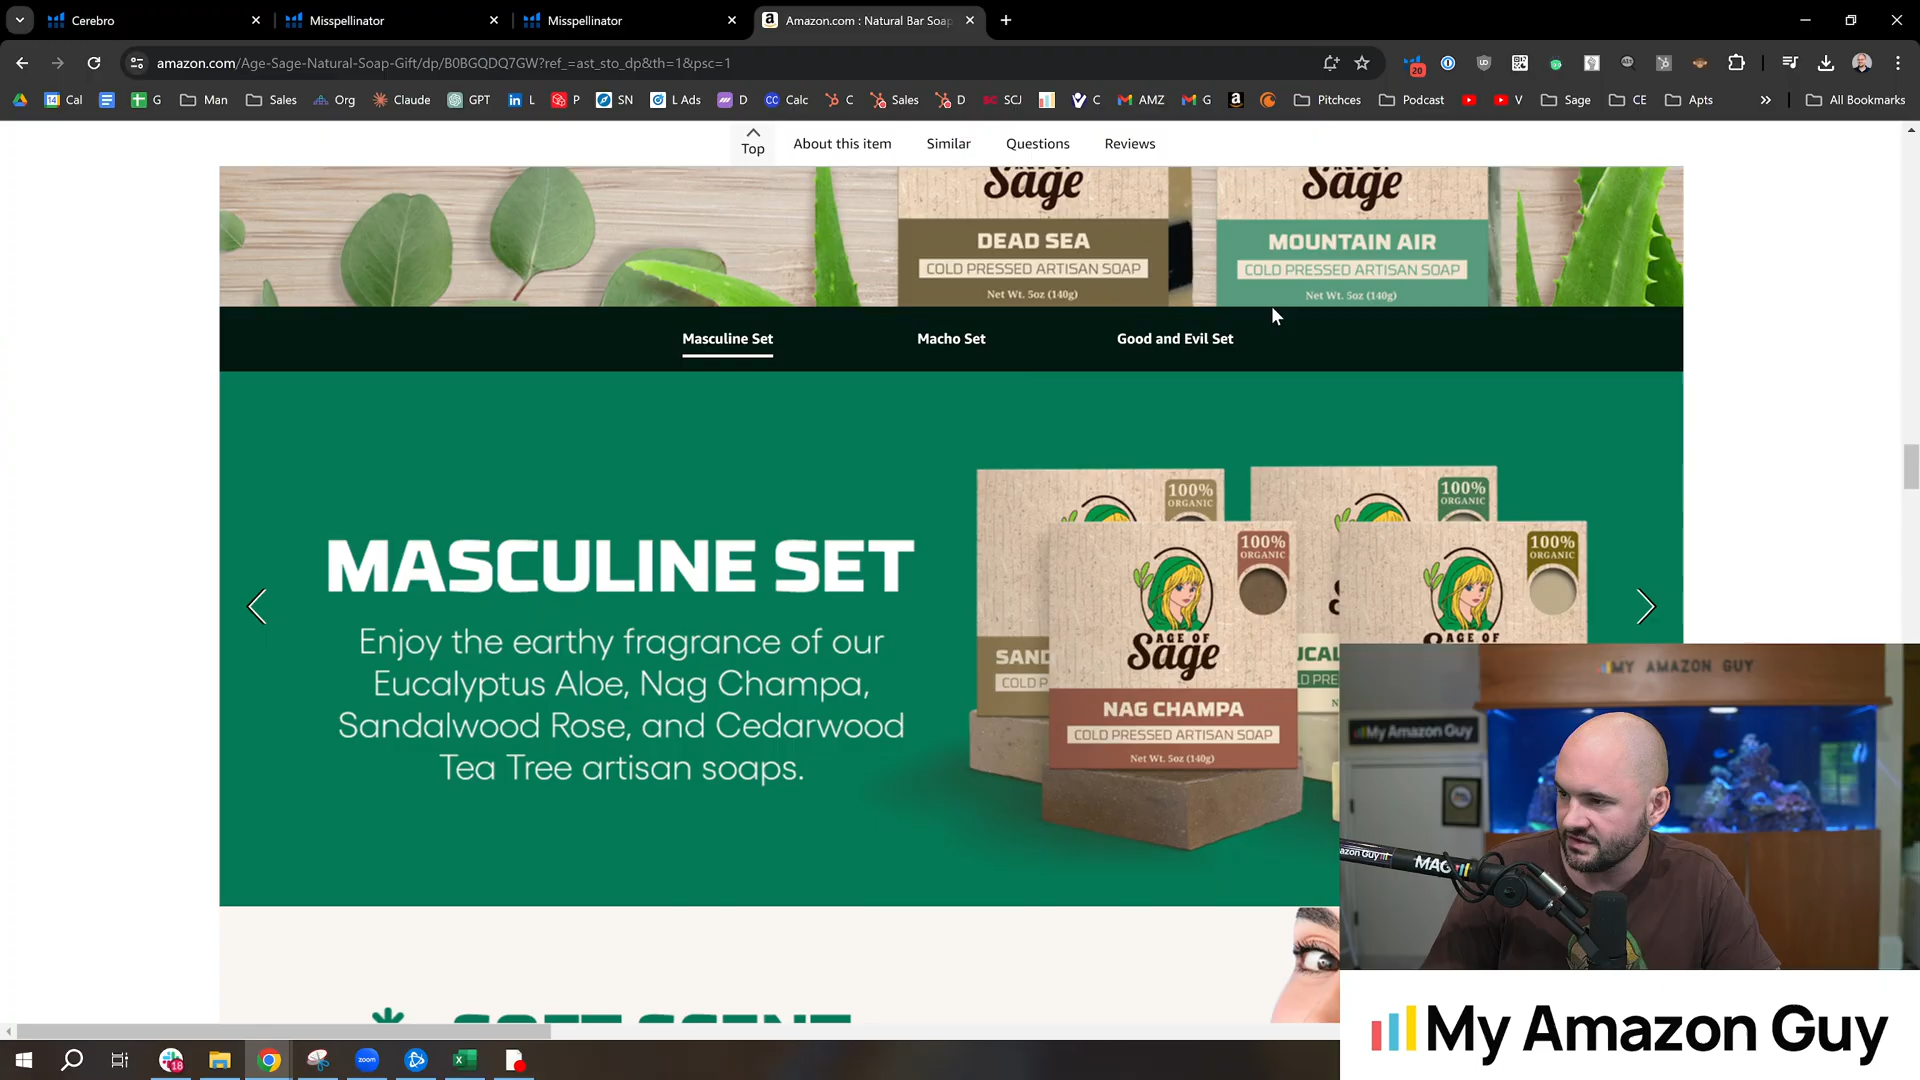 Cerebro
Misspellinator
Misspellinator
Amazon.com : Natural Bar Soap
amazon.com/Age-Sage-Natural-Soap-Gift/dp/B0BGQDQ7GW?ref_=ast_sto_dp&th=1&psc=1
20
Cal G Man Sales Org Claude GPT L P SN L Ads D Calc C Sales D SCJ C AMZ G Pitchces Podcast V Sage CE Apts All Bookmarks
Top About this item Similar Questions Reviews
Sage Sage
DEAD SEA
COLD PRESSED ARTISAN SOAP
Net Wt. 5oz (140g)
MOUNTAIN AIR
COLD PRESSED ARTISAN SOAP
Net Wt. 5oz (140g)
Masculine Set Macho Set Good and Evil Set
MASCULINE SET
Enjoy the earthy fragrance of our
Eucalyptus Aloe, Nag Champa,
Sandalwood Rose, and Cedarwood
Tea Tree artisan soaps.
100%
ORGANIC
100%
ORGANIC
100%
ORGANIC
100%
ORGANIC
AGE OF
Sage
AGE OF
SAND
COLD P
NAG CHAMPA
COLD PRESSED ARTISAN SOAP
Net Wt. 5oz (140g)
UCAL
MY AMAZON GUY
My Amazon Guy
MAG
18
My Amazon Guy